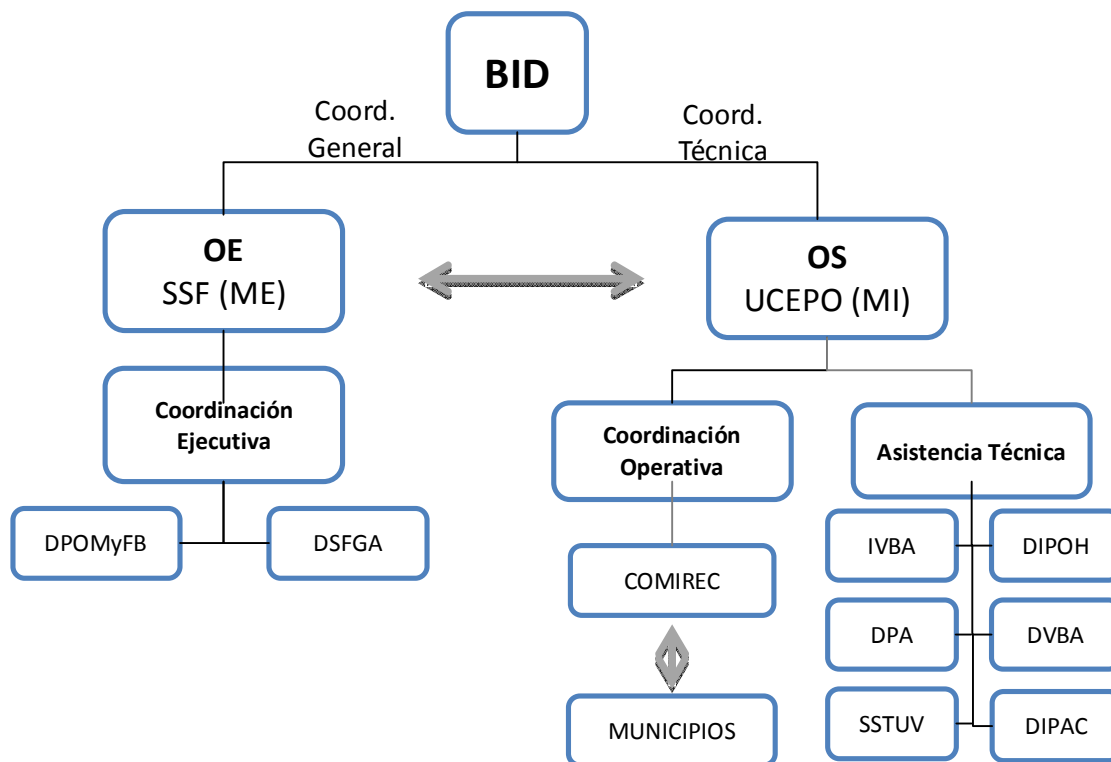 BID
Coord.
General
Coord.
Técnica
OE
SSF (ME)
OS
UCEPO (MI)
Coordinación
Ejecutiva
Coordinación
Operativa
Asistencia Técnica
DPOMyFB
DSFGA
IVBA
DIPOH
COMIREC
DPA
DVBA
MUNICIPIOS
SSTUV
DIPAC